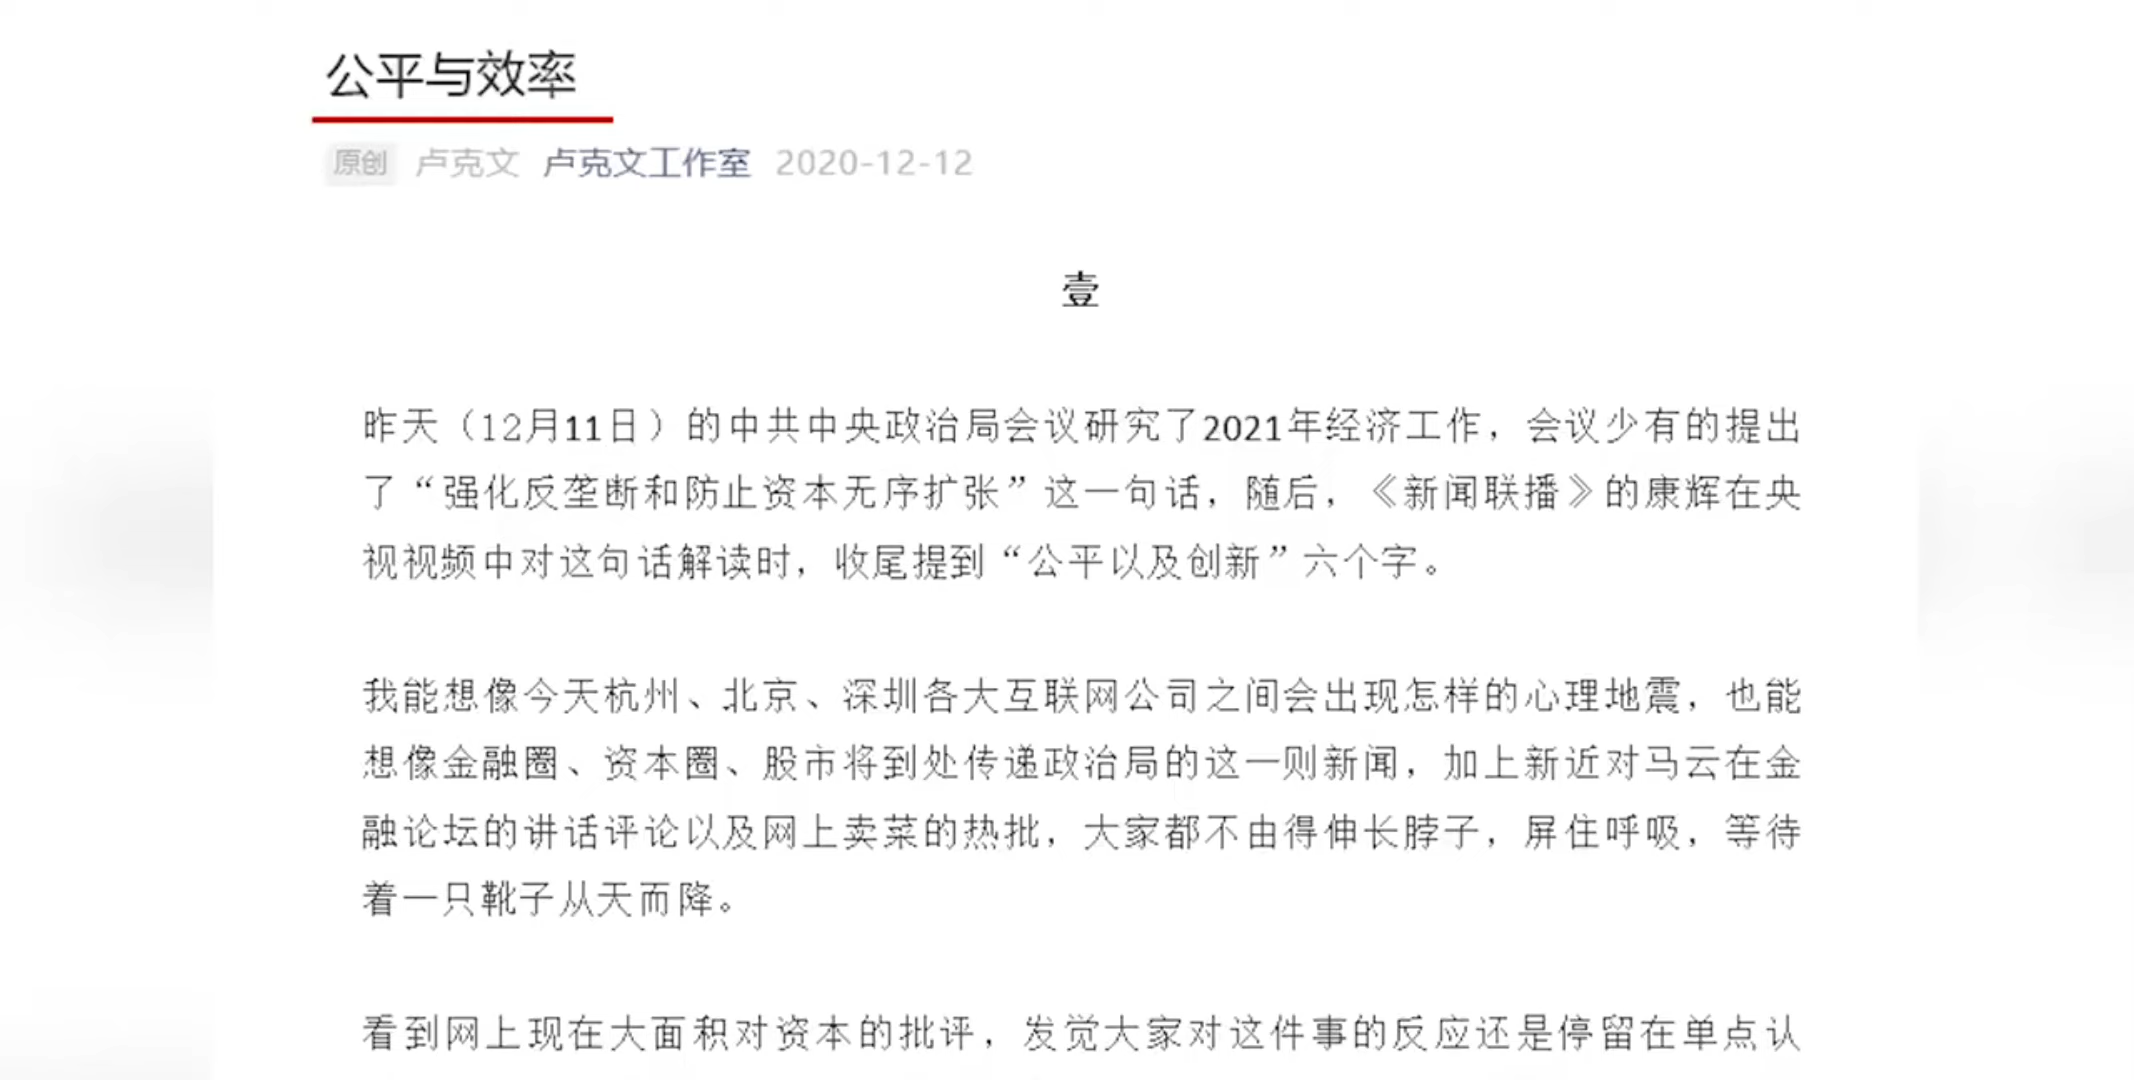 公平与效率
原创 卢克文 卢克文工作室 2020-12-12
壹
昨天（12月11日）的中共中央政治局会议研究了2021年经济工作，会议少有的提出
了“强化反垄断和防止资本无序扩张”这一句话，随后，《新闻联播》的康辉在央
视视频中对这句话解读时，收尾提到“公平以及创新”六个字。
我能想像今天杭州、北京、深圳各大互联网公司之间会出现怎样的心理地震，也能
想像金融圈、资本圈、股市将到处传递政治局的这一则新闻，加上新近对马云在金
融论坛的讲话评论以及网上卖菜的热批，大家都不由得伸长脖子，屏住呼吸，等待
着一只靴子从天而降。
看到网上现在大面积对资本的批评，发觉大家对这件事的反应还是停留在单点认